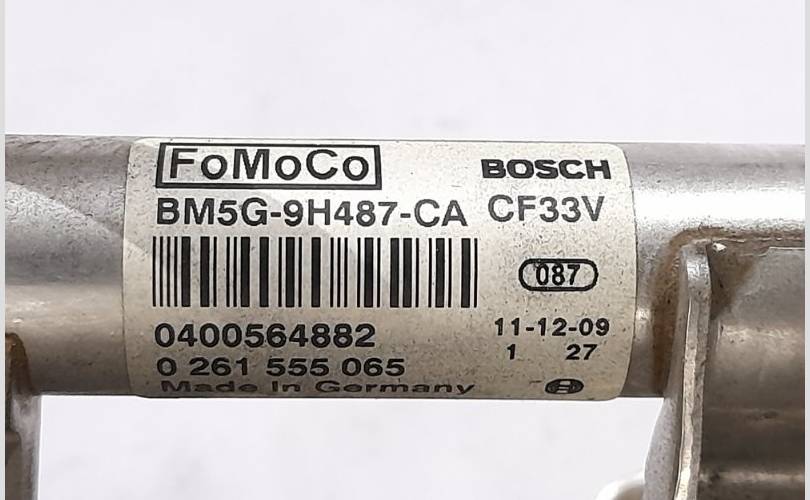 FoMoCo
BOSCH
BM5G-9H487-CA CF33V
087
0400564882
11-12-09
0 261 555 065
1 27
Made In Germany